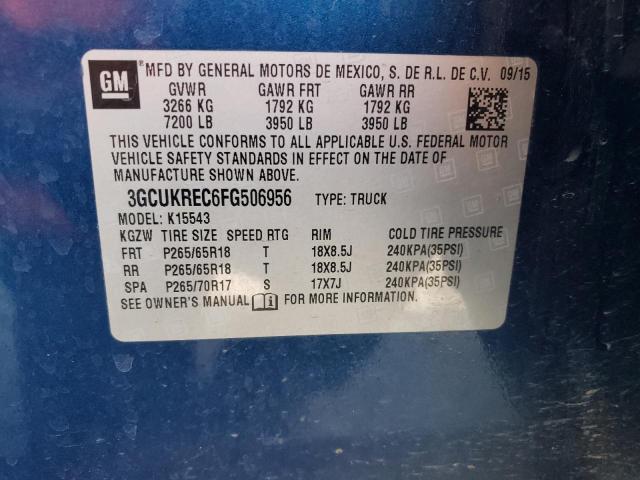 GM ® MFD BY GENERAL MOTORS DE MEXICO, S. DE R.L. DE C.V. 09/15
GVWR GAWR FRT GAWR RR
3266 KG 1792 KG 1792 KG
7200 LB 3950 LB 3950 LB
THIS VEHICLE CONFORMS TO ALL APPLICABLE U.S. FEDERAL MOTOR
VEHICLE SAFETY STANDARDS IN EFFECT ON THE DATE OF
MANUFACTURE SHOWN ABOVE.
3GCUKREC6FG506956 TYPE: TRUCK
MODEL: K15543
KGZW TIRE SIZE SPEED RTG RIM COLD TIRE PRESSURE
FRT P265/65R18 T 18X8.5J 240KPA(35PSI)
RR P265/65R18 T 18X8.5J 240KPA(35PSI)
SPA P265/70R17 S 17X7J 240KPA(35PSI)
SEE OWNER'S MANUAL i FOR MORE INFORMATION.